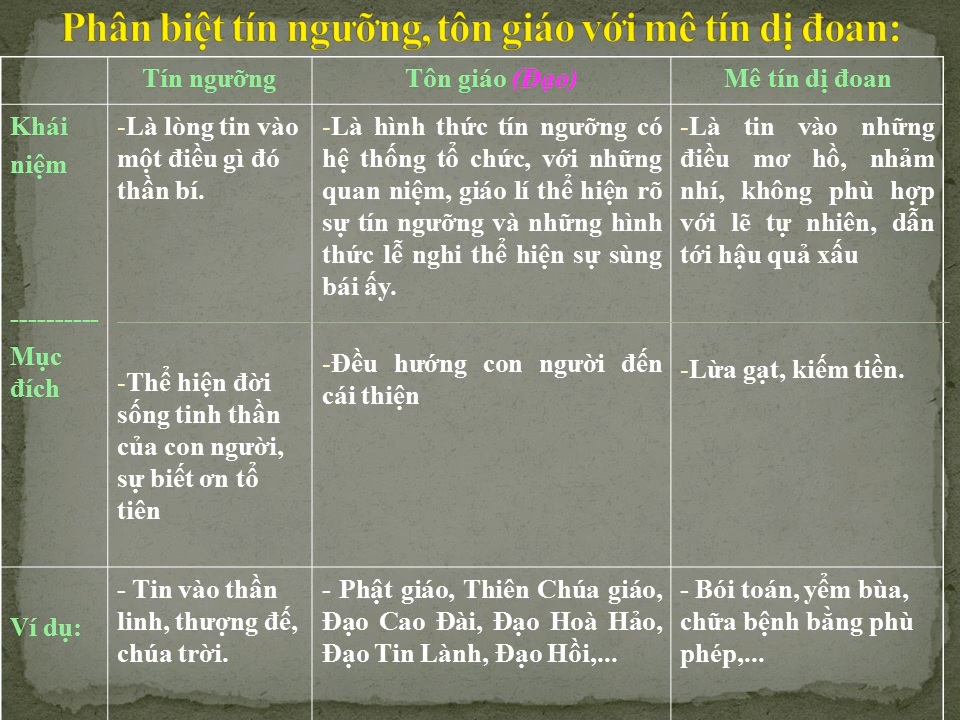 Phân biệt tín ngưỡng, tôn giáo với mê tín dị đoan:
Tín ngưỡng
Tôn giáo (Đạo)
Mê tín dị đoan
Khái
niệm
-Là lòng tin vào
một điều gì đó
thần bí.
-Là hình thức tín ngưỡng có
hệ thống tổ chức, với những
quan niệm, giáo lí thể hiện rõ
sự tín ngưỡng và những hình
thức lễ nghi thể hiện sự sùng
bái ấy.
-Là tin vào những
điều mơ hồ, nhảm
nhí, không phù hợp
với lẽ tự nhiên, dẫn
tới hậu quả xấu
----------
Mục
đích
-Thể hiện đời
sống tinh thần
của con người,
sự biết ơn tổ
tiên
-Đều hướng con người đến
cái thiện
-Lừa gạt, kiếm tiền.
Ví dụ:
- Tin vào thần
linh, thượng đế,
chúa trời.
- Phật giáo, Thiên Chúa giáo,
Đạo Cao Đài, Đạo Hoà Hảo,
Đạo Tin Lành, Đạo Hồi,...
- Bói toán, yểm bùa,
chữa bệnh bằng phù
phép,...